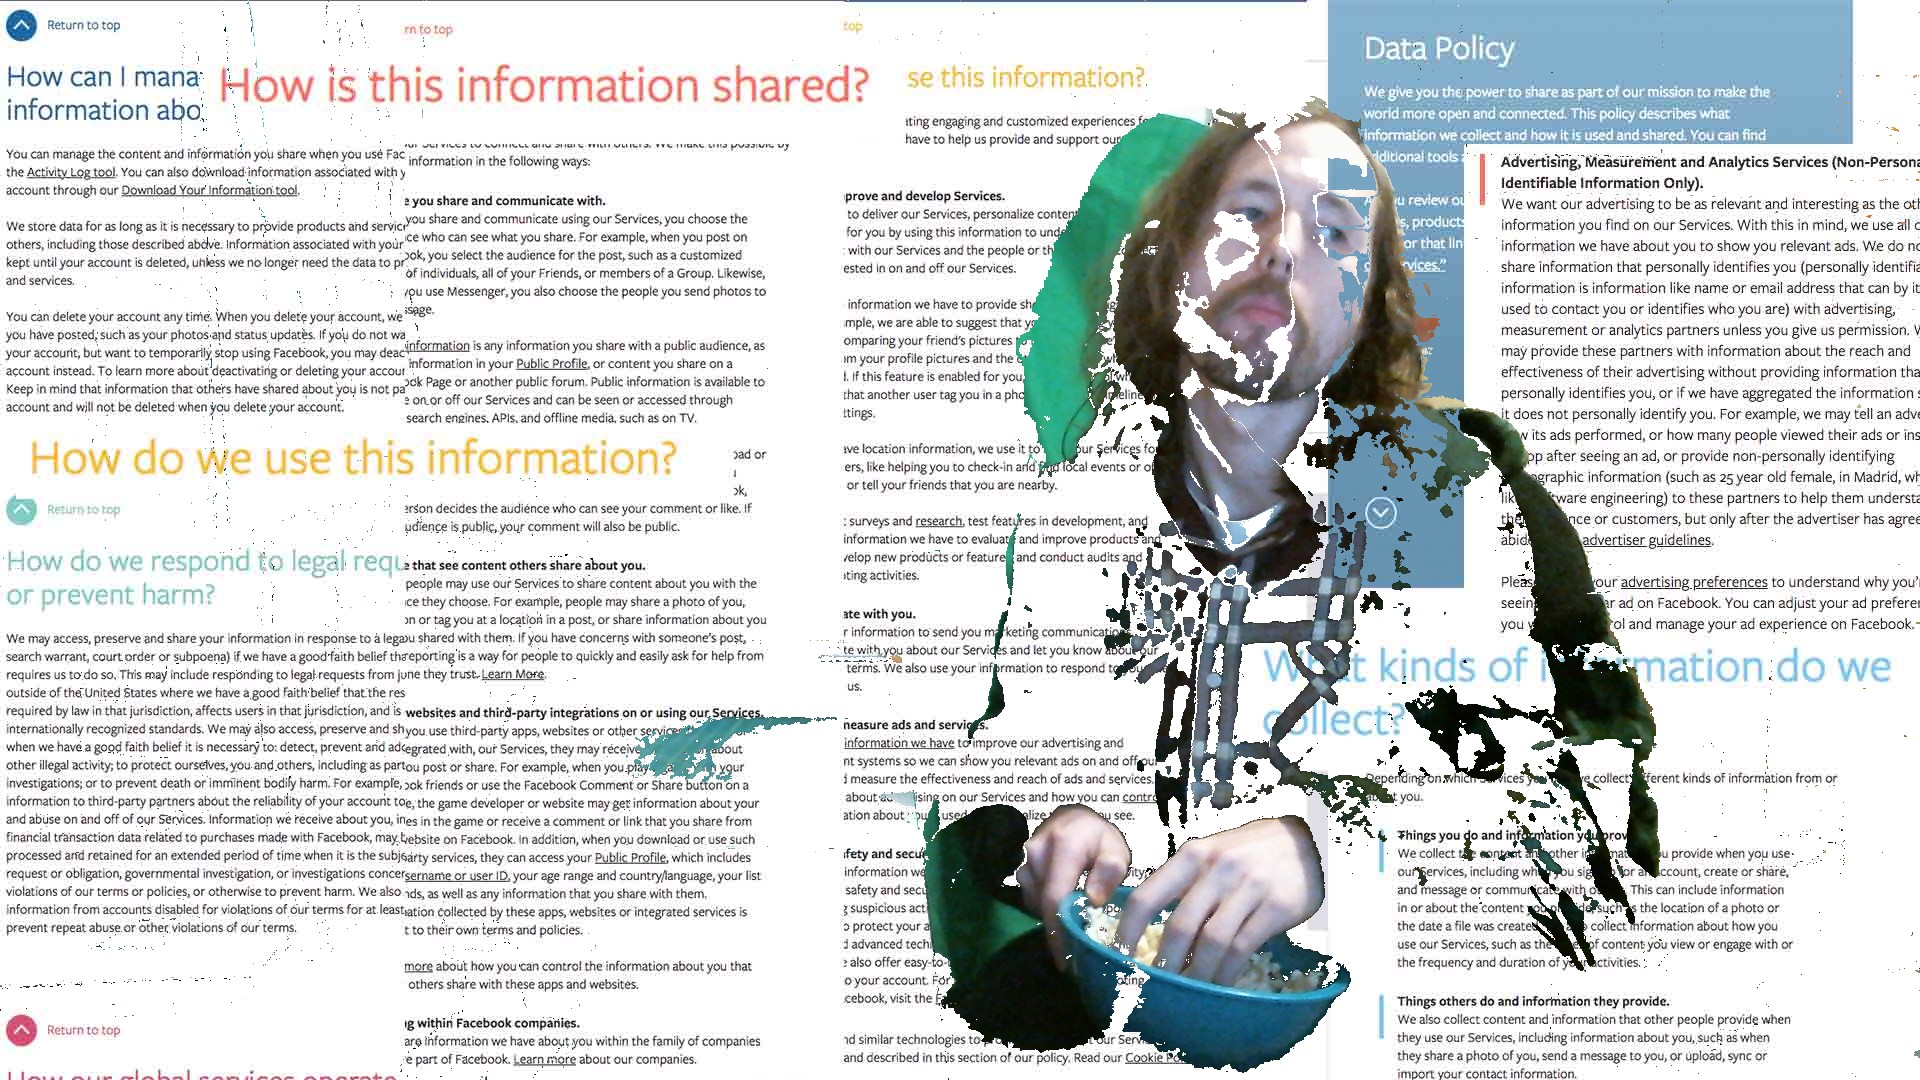 Return to top
How can I mana
information abo
You can manage the content and information you share when you use Fac
the Activity Log tool. You can also download information associated with y
account through our Download Your Information tool.
We store data for as long as it is necessary to provide products and service
others, including those described above. Information associated with your
kept until your account is deleted, unless we no longer need the data to pr
and services.
You can delete your account any time. When you delete your account, we
you have posted, such as your photos and status updates. If you do not wa
your account, but want to temporarily stop using Facebook, you may deac
account instead. To learn more about deactivating or deleting your accour
Keep in mind that information that others have shared about you is not pa
account and will not be deleted when you delete your account.
How do we use this information?
Return to top
How do we respond to legal requ
or prevent harm?
We may access, preserve and share your information in response to a lega
search warrant, court order or subpoena) if we have a good faith belief th
requires us to do so. This may include responding to legal requests from j
outside of the United States where we have a good faith belief that the res
required by law in that jurisdiction, affects users in that jurisdiction, and is
internationally recognized standards. We may also access, preserve and sh
when we have a good faith belief it is necessary to: detect, prevent and ad
other illegal activity; to protect ourselves, you and others, including as part
investigations; or to prevent death or imminent bodily harm. For example,
information to third-party partners about the reliability of your account to
and abuse on and off of our Services. Information we receive about you, in
financial transaction data related to purchases made with Facebook, may b
processed and retained for an extended period of time when it is the subj
request or obligation, governmental investigation, or investigations concer
violations of our terms or policies, or otherwise to prevent harm. We also
information from accounts disabled for violations of our terms for at least
prevent repeat abuse or other violations of our terms.
Return to top
How our global services operate
rn to top
How is this information shared?
information in the following ways:
e you share and communicate with.
you share and communicate using our Services, you choose the
ce who can see what you share. For example, when you post on
ok, you select the audience for the post, such as a customized
of individuals, all of your Friends, or members of a Group. Likewise,
you use Messenger, you also choose the people you send photos to
ssage.
information is any information you share with a public audience, as
information in your Public Profile, or content you share on a
ok Page or another public forum. Public information is available to
e on or off our Services and can be seen or accessed through
search engines, APIs, and offline media, such as on TV.
oad or
ok,
erson decides the audience who can see your comment or like. If
udience is public, your comment will also be public.
e that see content others share about you.
people may use our Services to share content about you with the
ce they choose. For example, people may share a photo of you,
on or tag you at a location in a post, or share information about you
ou shared with them. If you have concerns with someone's post,
reporting is a way for people to quickly and easily ask for help from
one they trust. Learn More.
websites and third-party integrations on or using our Services.
you use third-party apps, websites or other services
egrated with, our Services, they may receive about
ou post or share. For example, when you play your
ook friends or use the Facebook Comment or Share button on a
e, the game developer or website may get information about your
es in the game or receive a comment or link that you share from
website on Facebook. In addition, when you download or use such
party services, they can access your Public Profile, which includes
sername or user ID, your age range and country/language, your list
nds, as well as any information that you share with them.
ation collected by these apps, websites or integrated services is
t to their own terms and policies.
more about how you can control the information about you that
others share with these apps and websites.
g within Facebook companies.
are information we have about you within the family of companies
e part of Facebook. Learn more about our companies.
top
se this information?
ating engaging and customized experiences f
have to help us provide and support our
prove and develop Services.
to deliver our Services, personalize content
for you by using this information to unde
with our Services and the people or th
ested in on and off our Services.
information we have to provide sh
mple, we are able to suggest that yo
omparing your friend's pictures
om your profile pictures and the
d. If this feature is enabled for you
that another user tag you in a pho
ttings.
ave location information, we use it to our Services fo
ers, like helping you to check-in and find local events or o
or tell your friends that you are nearby.
t surveys and research, test features in development, and
information we have to evaluate and improve products and
velop new products or features and conduct audits and
oting activities.
ate with you.
r information to send you marketing communications
te with you about our Services and let you know about our
terms. We also use your information to respond to
us.
measure ads and services.
information we have to improve our advertising and
nt systems so we can show you relevant ads on and off our
d measure the effectiveness and reach of ads and services.
about advertising on our Services and how you can contro
ation about you used see.
afety and secu
information we
safety and secu
g suspicious act
o protect your a
d advanced tech
e also offer easy-to-
o your account. For
cebook, visit the
nd similar technologies to
and described in this section of our policy. Read our Cookie Po
Data Policy
We give you the power to share as part of our mission to make the
world more open and connected. This policy describes what
information we collect and how it is used and shared. You can find
additional tools
you review ou
products
or that lin
Services."
Advertising, Measurement and Analytics Services (Non-Persona
Identifiable Information Only).
We want our advertising to be as relevant and interesting as the oth
information you find on our Services. With this in mind, we use all o
information we have about you to show you relevant ads. We do no
share information that personally identifies you (personally identifia
information is information like name or email address that can by it
used to contact you or identifies who you are) with advertising,
measurement or analytics partners unless you give us permission. W
may provide these partners with information about the reach and
effectiveness of their advertising without providing information tha
personally identifies you, or if we have aggregated the information s
it does not personally identify you. For example, we may tell an adve
w its ads performed, or how many people viewed their ads or ins
pp after seeing an ad, or provide non-personally identifying
ographic information (such as 25 year old female, in Madrid, wh
lik ftware engineering) to these partners to help them understa
the nce or customers, but only after the advertiser has agree
abid advertiser guidelines.
Pleas your advertising preferences to understand why you'r
seein ar ad on Facebook. You can adjust your ad preferen
you rol and manage your ad experience on Facebook.
What kinds of information do we
collect?
Depending on which Services you we collect different kinds of information from or
about you.
Things you do and information you prov
We collect the content and other information you provide when you use
our Services, including when you sign for an account, create or share,
and message or communicate with others. This can include information
in or about the content you provide, such as the location of a photo or
the date a file was created. collect information about how you
use our Services, such as the of content you view or engage with or
the frequency and duration of your activities.
Things others do and information they provide.
We also collect content and information that other people provide when
they use our Services, including information about you, such as when
they share a photo of you, send a message to you, or upload, sync or
import your contact information.